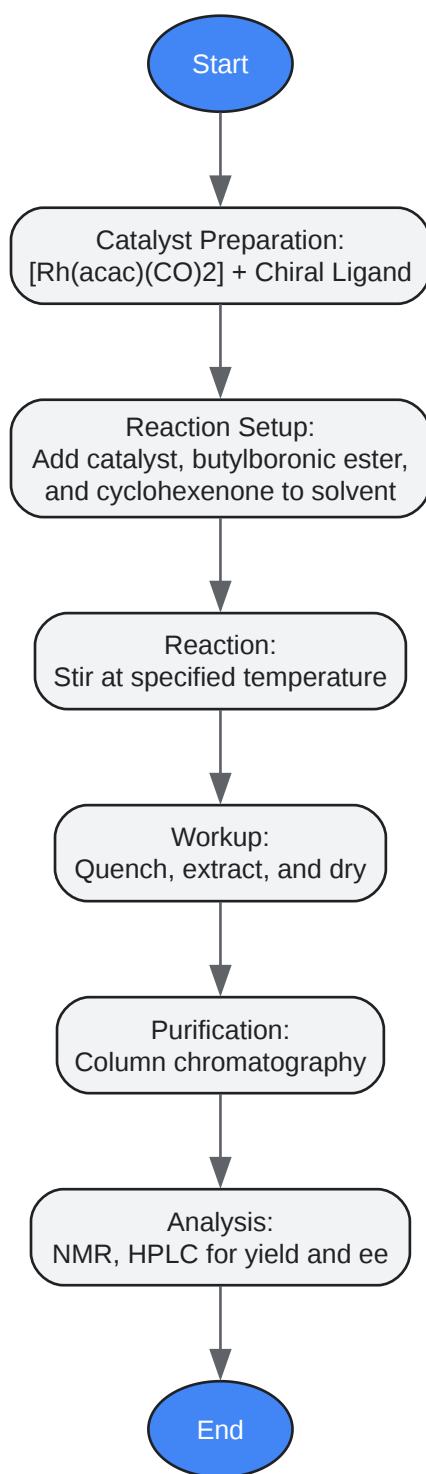 Start
Catalyst Preparation:
[Rh(acac)(CO)2] + Chiral Ligand
Reaction Setup:
Add catalyst, butylboronic ester,
and cyclohexenone to solvent
Reaction:
Stir at specified temperature
Workup:
Quench, extract, and dry
Purification:
Column chromatography
Analysis:
NMR, HPLC for yield and ee
End